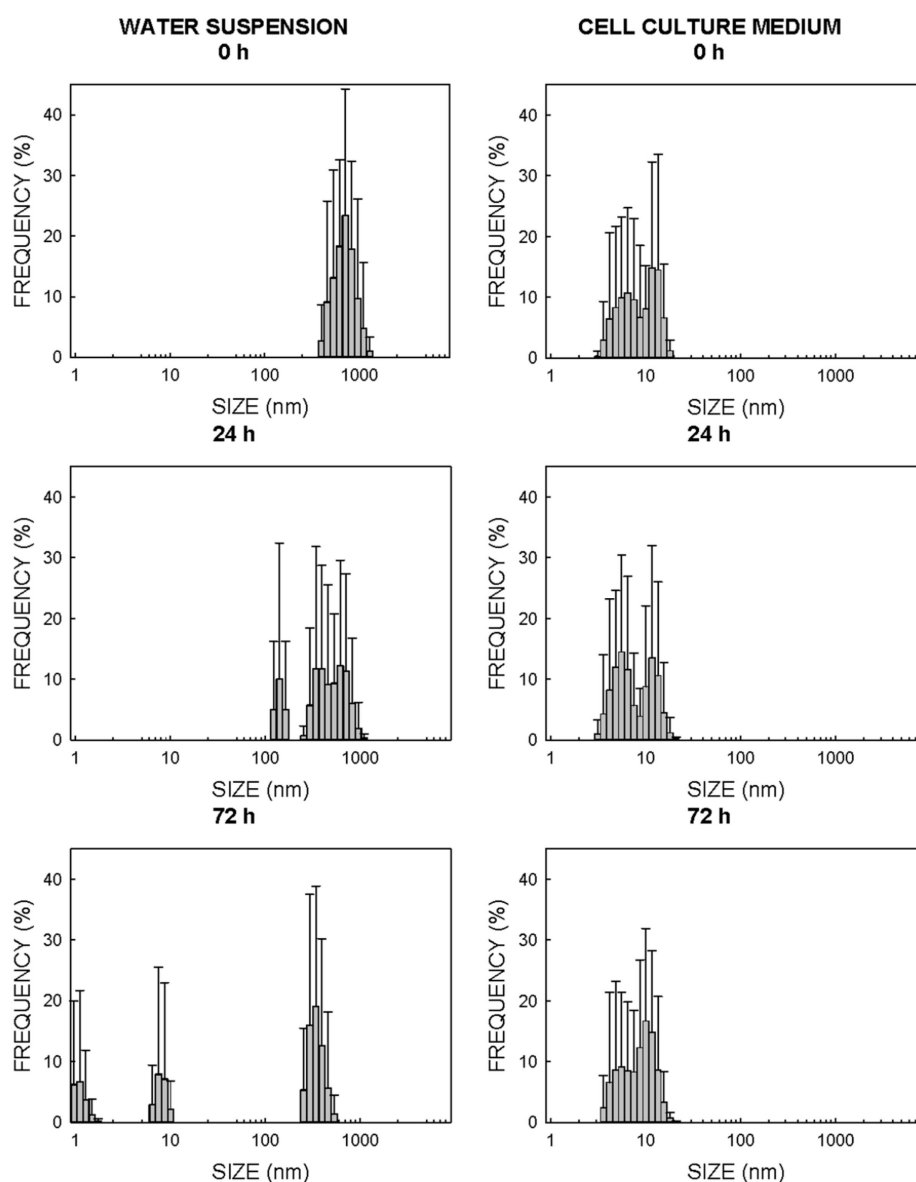 WATER SUSPENSION
0 h
FREQUENCY (%)
40
30
20
10
0
1 10 100 1000
SIZE (nm)
CELL CULTURE MEDIUM
0 h
FREQUENCY (%)
40
30
20
10
0
1 10 100 1000
SIZE (nm)
24 h
FREQUENCY (%)
40
30
20
10
0
1 10 100 1000
SIZE (nm)
24 h
FREQUENCY (%)
40
30
20
10
0
1 10 100 1000
SIZE (nm)
72 h
FREQUENCY (%)
40
30
20
10
0
1 10 100 1000
SIZE (nm)
72 h
FREQUENCY (%)
40
30
20
10
0
1 10 100 1000
SIZE (nm)